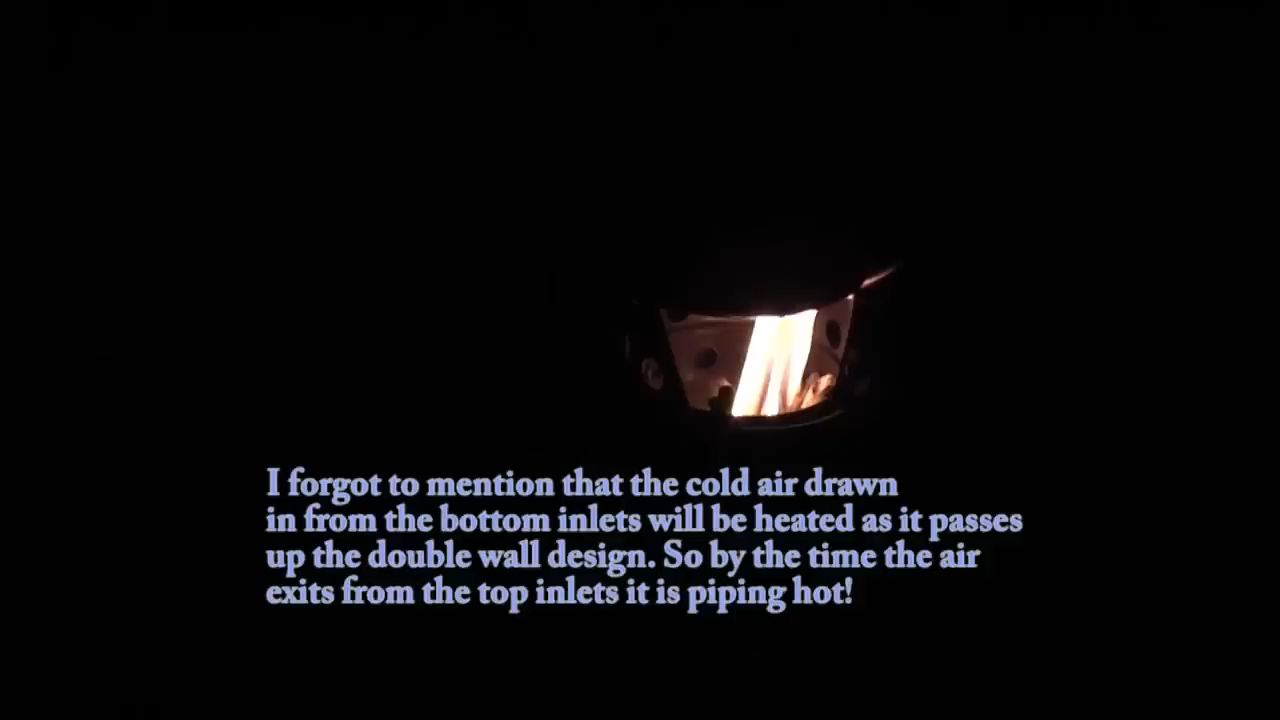 I forgot to mention that the cold air drawn
in from the bottom inlets will be heated as it passes
up the double wall design. So by the time the air
exits from the top inlets it is piping hot!